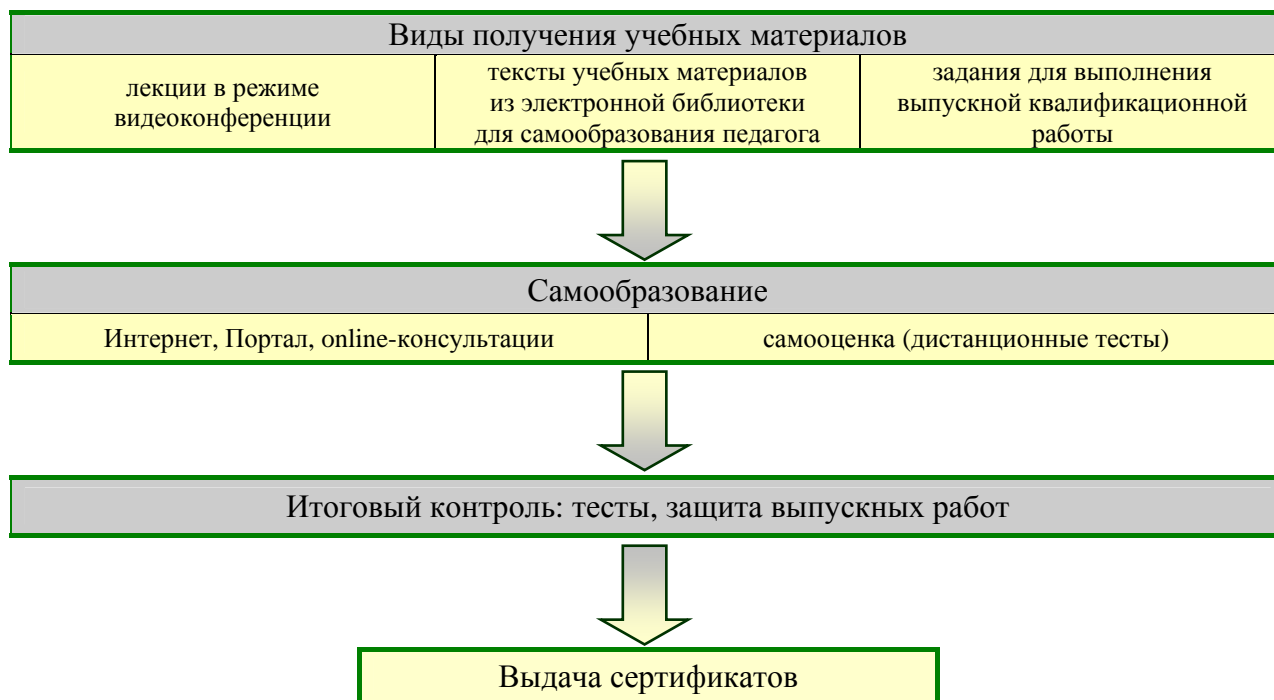 Виды получения учебных материалов
лекции в режиме
видеоконференции
тексты учебных материалов
из электронной библиотеки
для самообразования педагога
задания для выполнения
выпускной квалификационной
работы
Самообразование
Интернет, Портал, online-консультации
самооценка (дистанционные тесты)
Итоговый контроль: тесты, защита выпускных работ
Выдача сертификатов